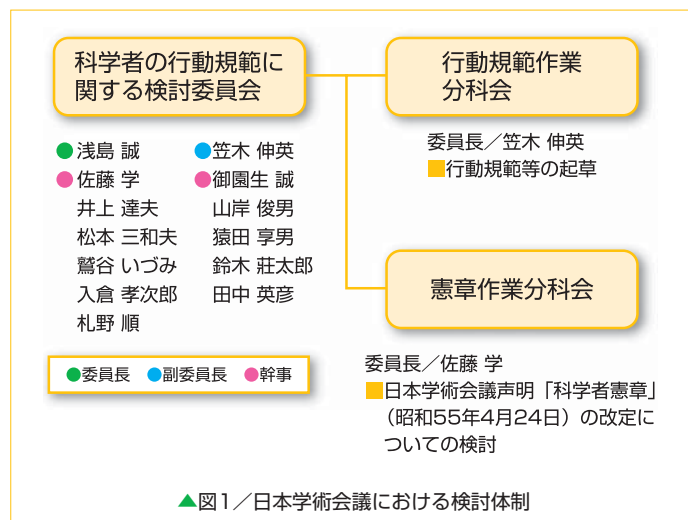 科学者の行動規範に
関する検討委員会
●浅島 誠 ●笠木 伸英
●佐藤 学 ●御園生 誠
井上 達夫 山岸 俊男
松本 三和夫 猿田 享男
鷲谷 いづみ 鈴木 莊太郎
入倉 孝次郎 田中 英彦
札野 順
●委員長 ●副委員長 ●幹事
行動規範作業
分科会
委員長／笠木 伸英
■行動規範等の起草
憲章作業分科会
委員長／佐藤 学
■日本学術会議声明「科学者憲章」
（昭和55年4月24日）の改定に
ついての検討
▲図1／日本学術会議における検討体制